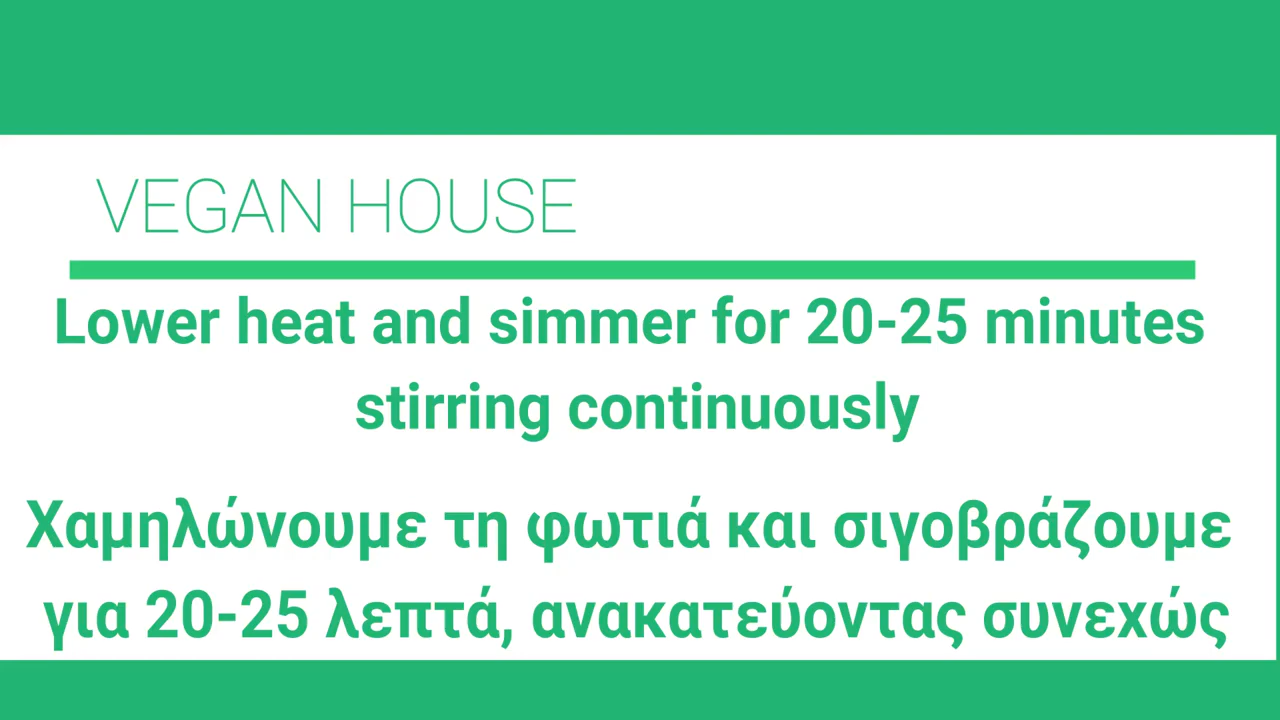 VEGAN HOUSE
Lower heat and simmer for 20-25 minutes
stirring continuously
Χαμηλώνουμε τη φωτιά και σιγοβράζουμε
για 20-25 λεπτά, ανακατεύοντας συνεχώς